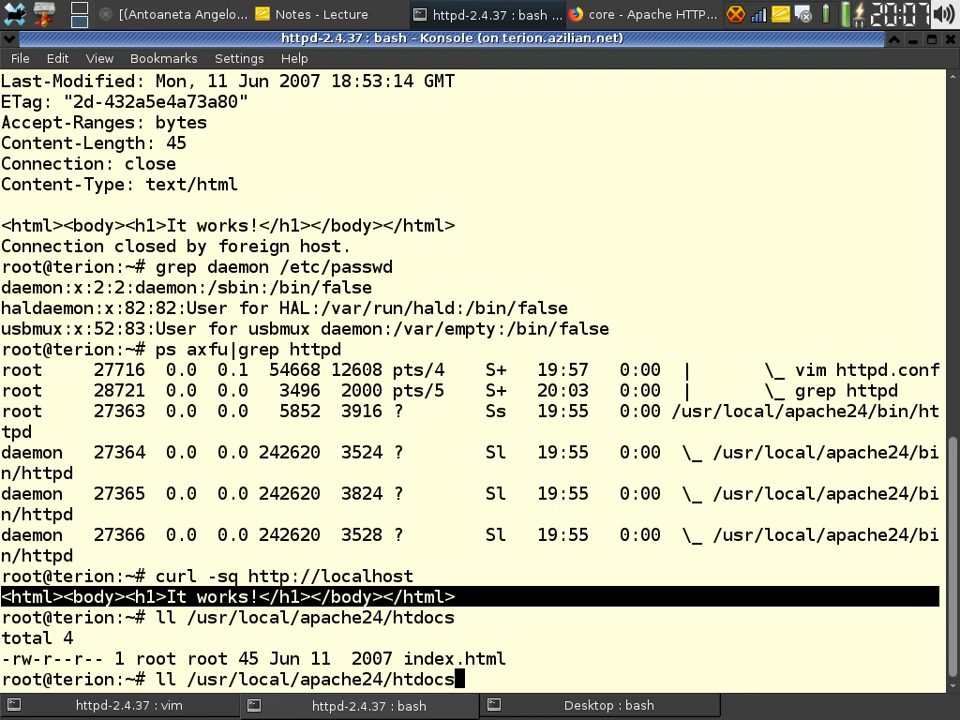 [(Antoaneta Angelo...
Notes - Lecture
httpd-2.4.37 : bash ...
core - Apache HTTP...
20:07
httpd-2.4.37 : bash - Konsole (on terion.azilian.net)
File Edit View Bookmarks Settings Help
Last-Modified: Mon, 11 Jun 2007 18:53:14 GMT
ETag: "2d-432a5e4a73a80"
Accept-Ranges: bytes
Content-Length: 45
Connection: close
Content-Type: text/html
<html><body><h1>It works!</h1></body></html>
Connection closed by foreign host.
root@terion:~# grep daemon /etc/passwd
daemon:x:2:2:daemon:/sbin:/bin/false
haldaemon:x:82:82:User for HAL:/var/run/hald:/bin/false
usbmux:x:52:83:User for usbmux daemon:/var/empty:/bin/false
root@terion:~# ps axfu|grep httpd
root     27716  0.0  0.1  54668 12608 pts/4    S+   19:57   0:00  |       \_ vim httpd.conf
root     28721  0.0  0.0   3496  2000 pts/5    S+   20:03   0:00  |       \_ grep httpd
root     27363  0.0  0.0   5852  3916 ?        Ss   19:55   0:00 /usr/local/apache24/bin/ht
tpd
daemon   27364  0.0  0.0 242620  3524 ?        Sl   19:55   0:00  \_ /usr/local/apache24/bi
n/httpd
daemon   27365  0.0  0.0 242620  3824 ?        Sl   19:55   0:00  \_ /usr/local/apache24/bi
n/httpd
daemon   27366  0.0  0.0 242620  3528 ?        Sl   19:55   0:00  \_ /usr/local/apache24/bi
n/httpd
root@terion:~# curl -sq http://localhost
<html><body><h1>It works!</h1></body></html>
root@terion:~# ll /usr/local/apache24/htdocs
total 4
-rw-r--r-- 1 root root 45 Jun 11  2007 index.html
root@terion:~# ll /usr/local/apache24/htdocs
httpd-2.4.37 : vim
httpd-2.4.37 : bash
Desktop : bash